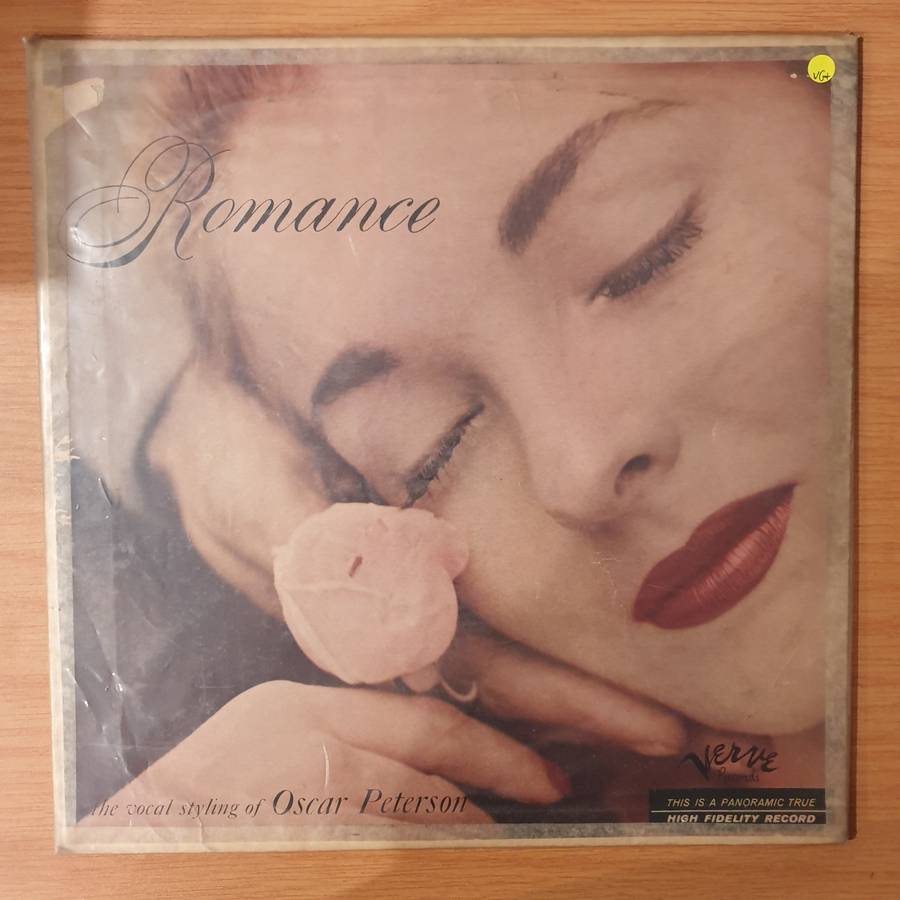 VG+
Romance
Verve
Records
the vocal styling of Oscar Peterson
THIS IS A PANORAMIC TRUE
HIGH FIDELITY RECORD